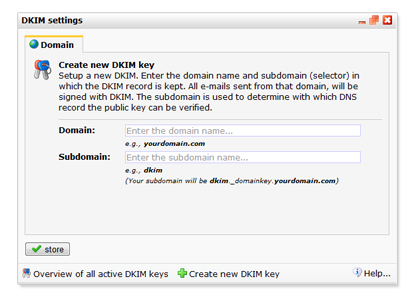 DKIM settings
Domain
Create new DKIM key
Setup a new DKIM. Enter the domain name and subdomain (selector) in
which the DKIM record is kept. All e-mails sent from that domain, will be
signed with DKIM. The subdomain is used to determine with which DNS
record the public key can be verified.
Domain: Enter the domain name...
e.g., yourdomain.com
Subdomain: Enter the subdomain name...
e.g., dkim
(Your subdomain will be dkim._domainkey.yourdomain.com)
store
Overview of all active DKIM keys Create new DKIM key Help...